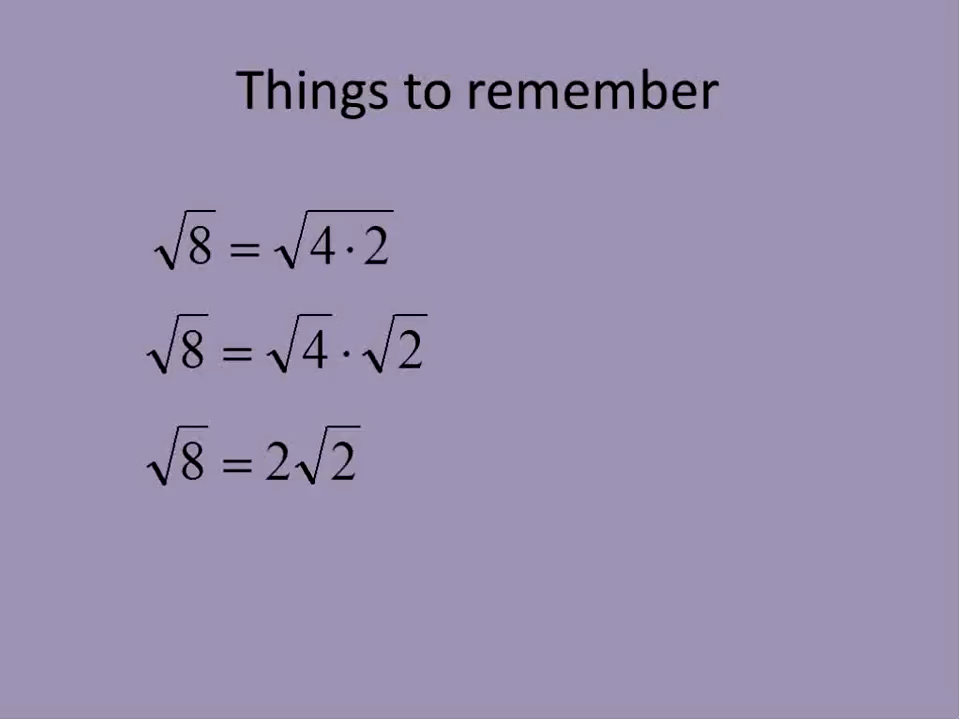 Things to remember
√8 = √4·2
√8 = √4 · √2
√8 = 2√2